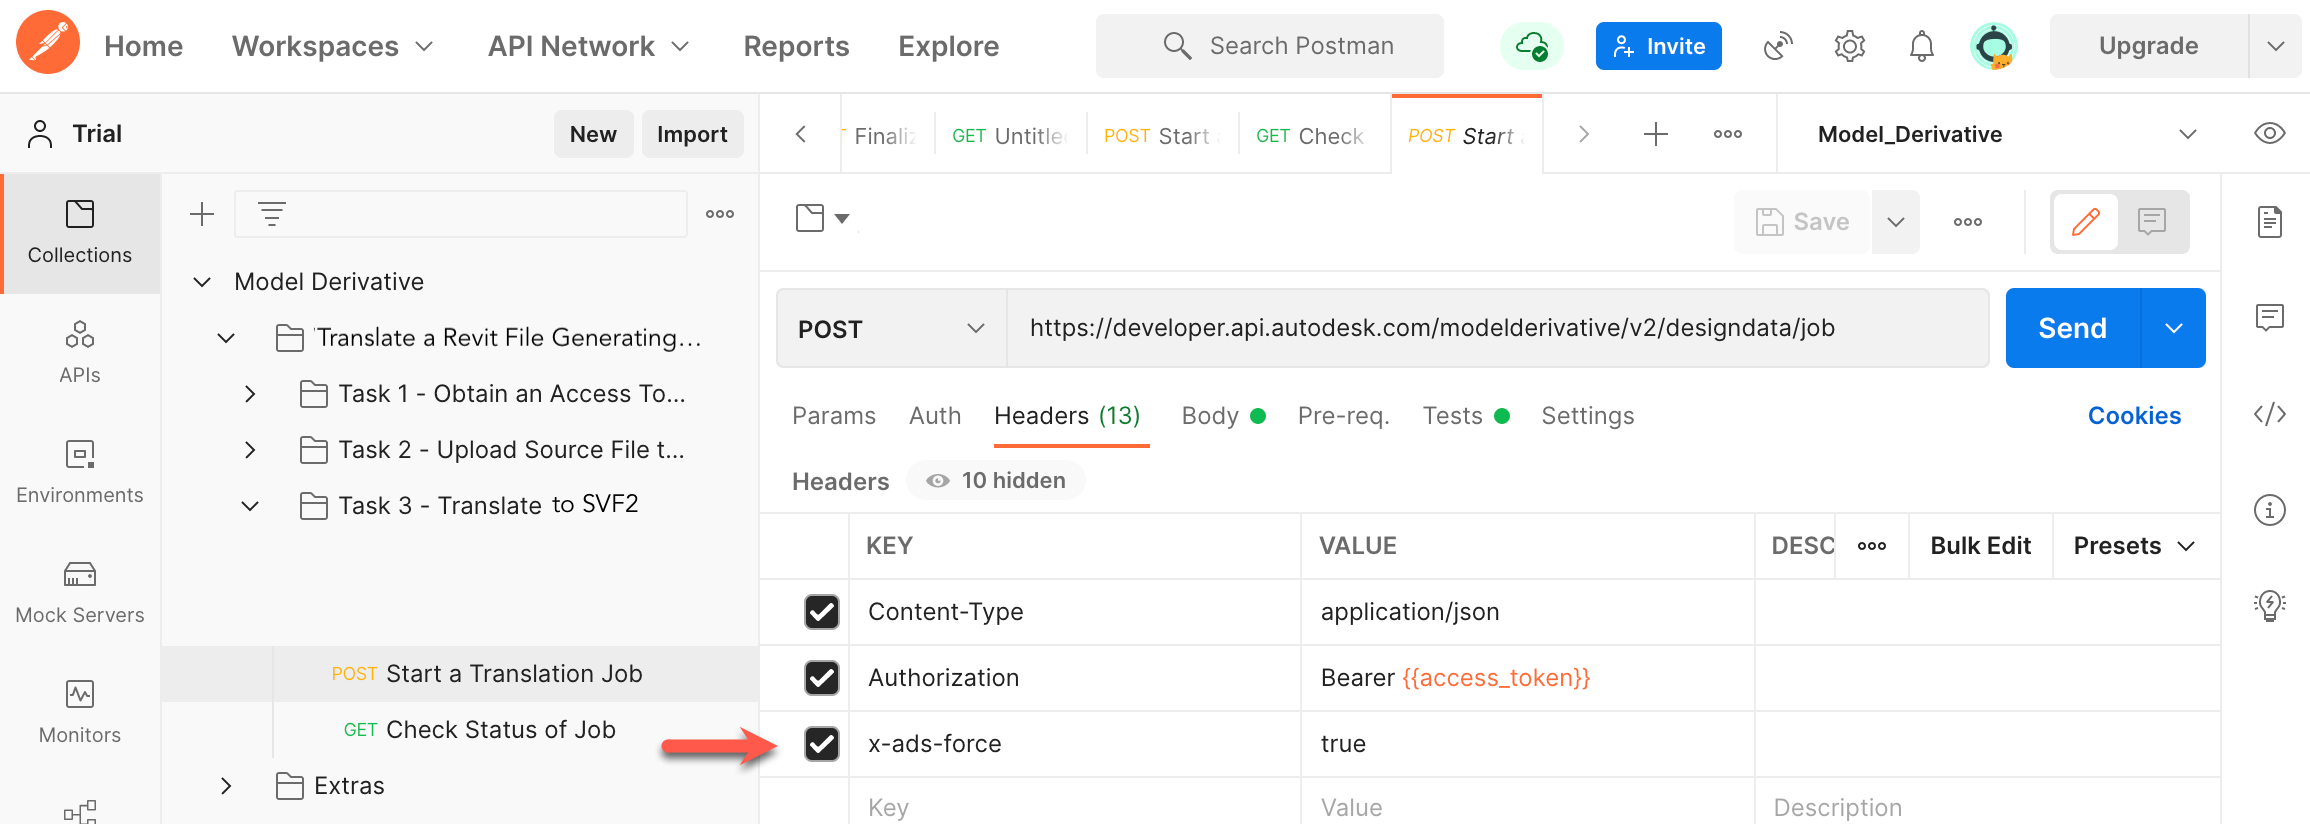 Home Workspaces API Network Reports Explore Search Postman Invite Upgrade
Trial New Import
Finaliz GET Untitled POST Start a GET Check POST Start a Model_Derivative
Collections
Save
Model Derivative
'Translate a Revit File Generating...
POST https://developer.api.autodesk.com/modelderivative/v2/designdata/job Send
APIs
Task 1 - Obtain an Access To...
Params Auth Headers (13) Body Pre-req. Tests Settings Cookies
Task 2 - Upload Source File t...
Headers 10 hidden
Environments
Task 3 - Translate to SVF2
KEY VALUE DESC Bulk Edit Presets
Mock Servers
Content-Type application/json
POST Start a Translation Job
Authorization Bearer {{access_token}}
Monitors
GET Check Status of Job
x-ads-force true
Extras
Key Value Description